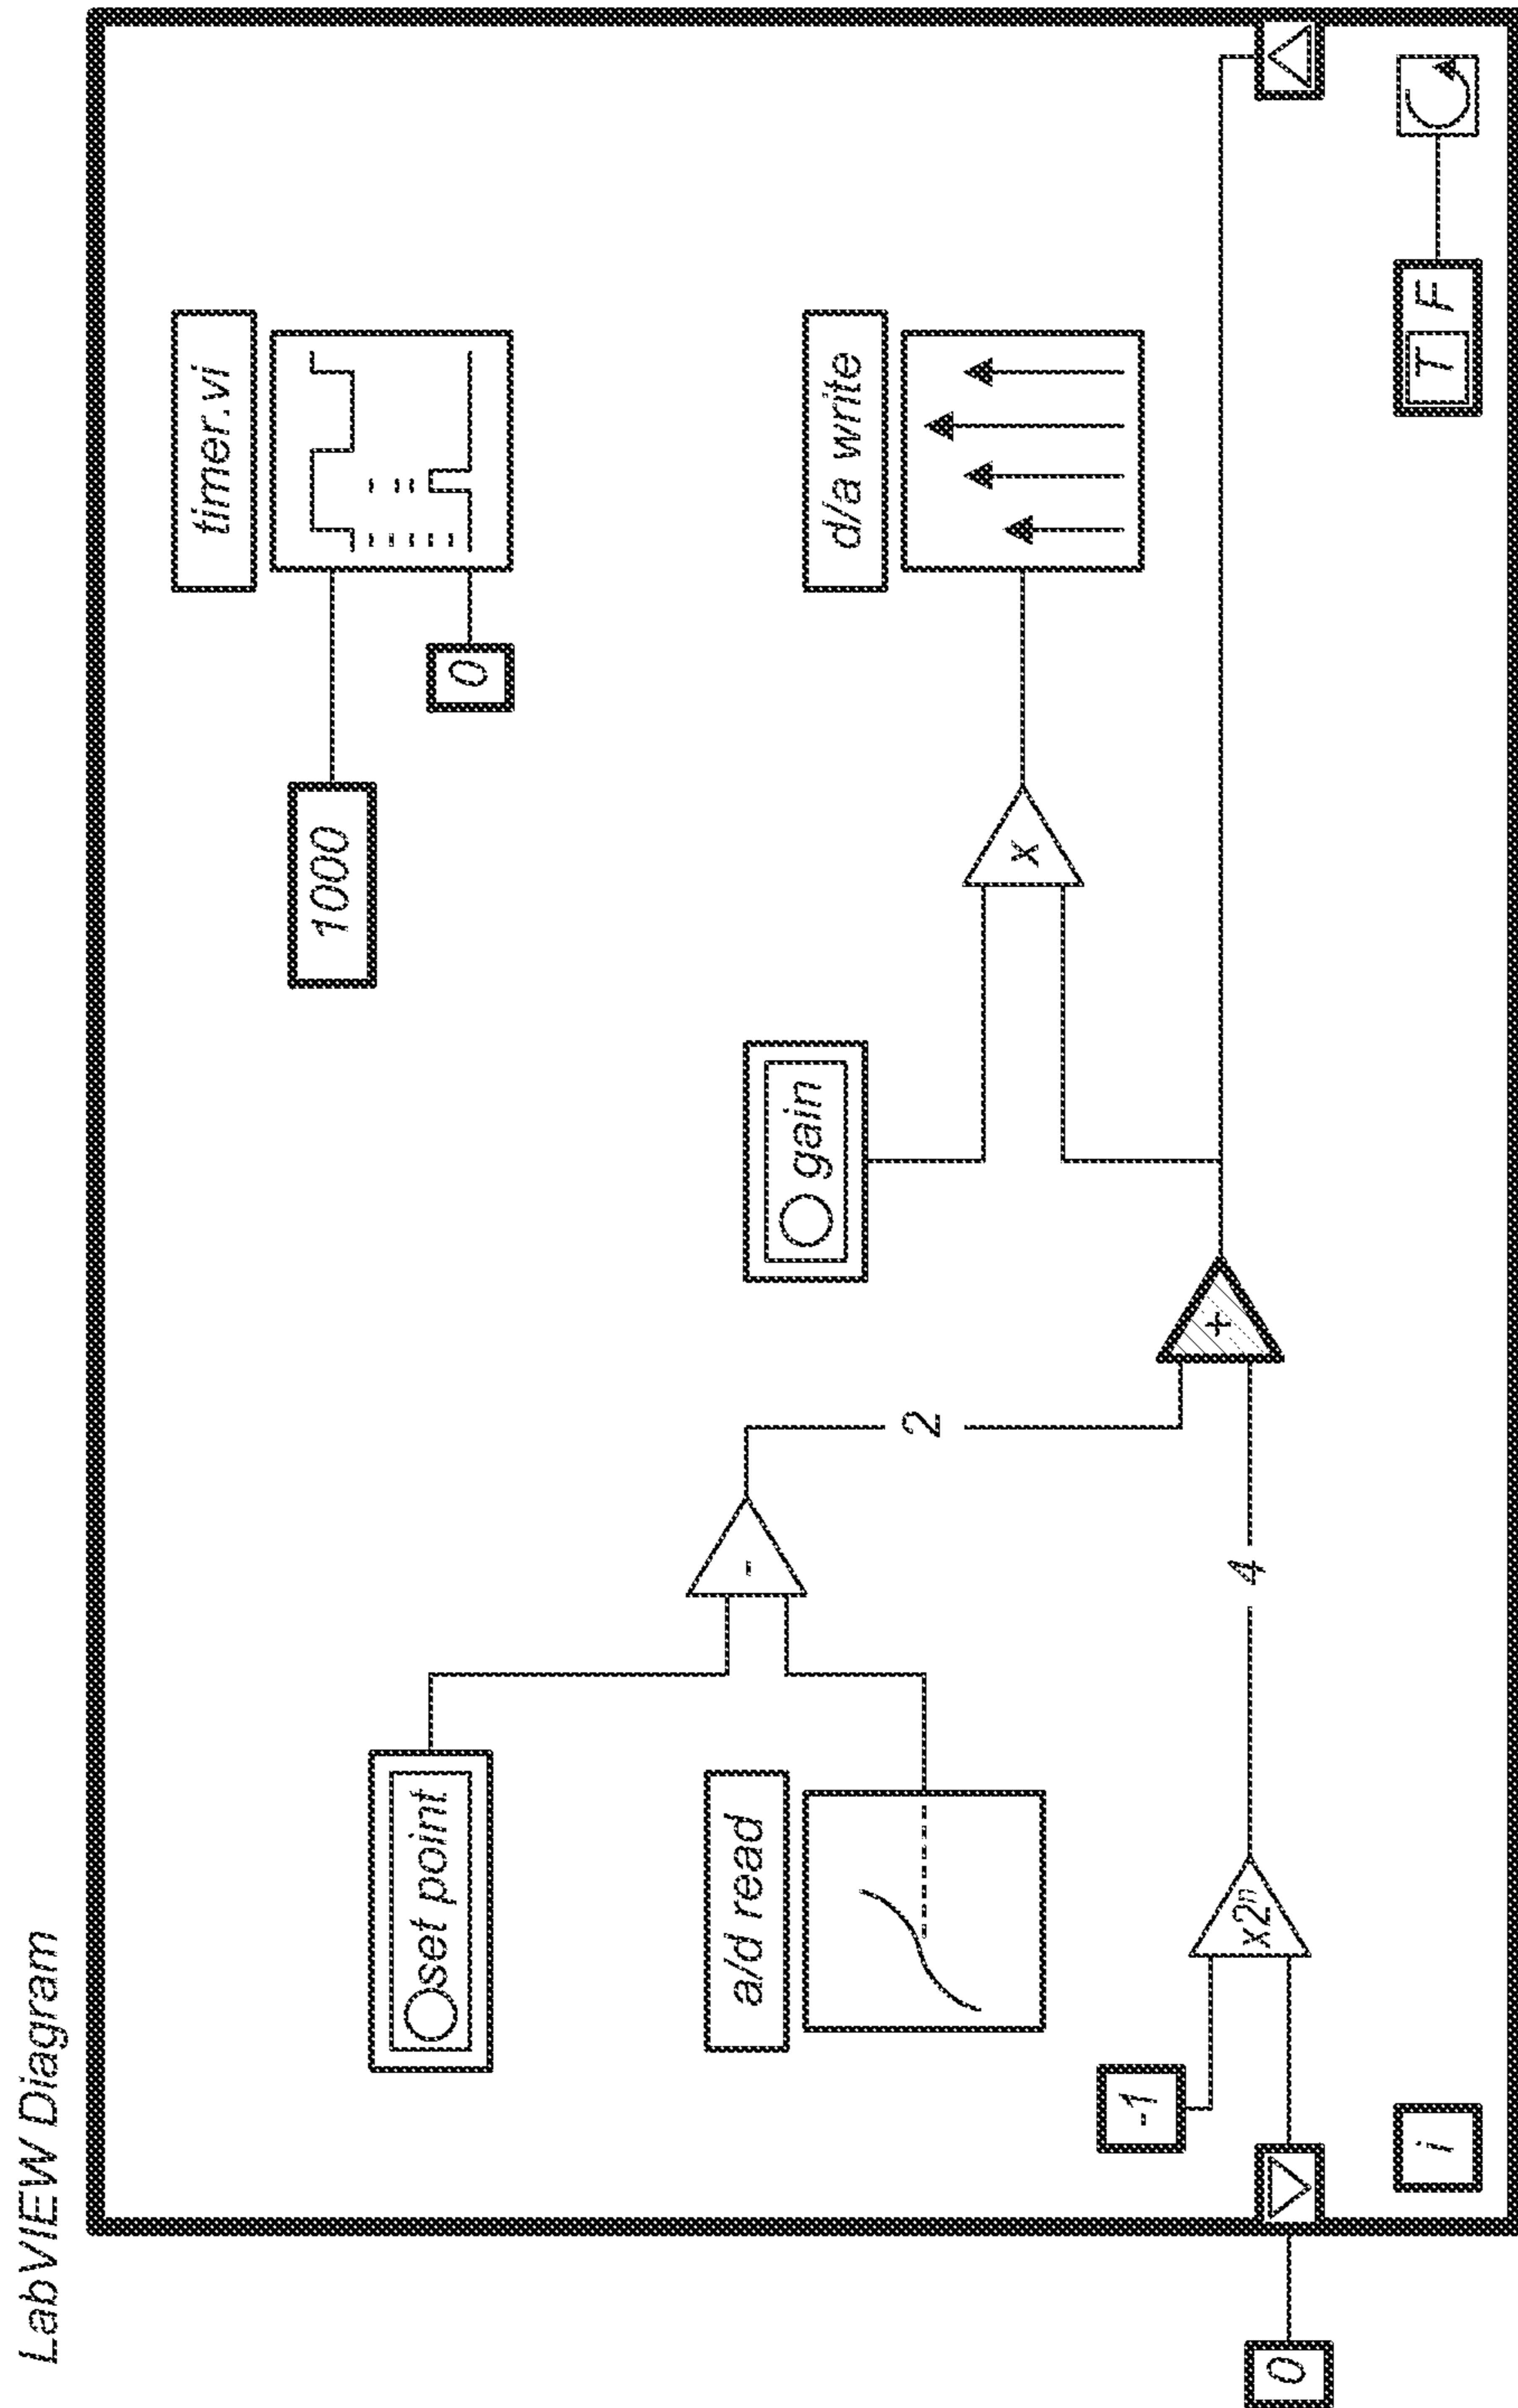 LabVIEW Diagram
timer.vi
1000
0
set point
gain
d/a write
a/d read
-
2
x
-1
x2ⁿ
4
+
0
i
T F